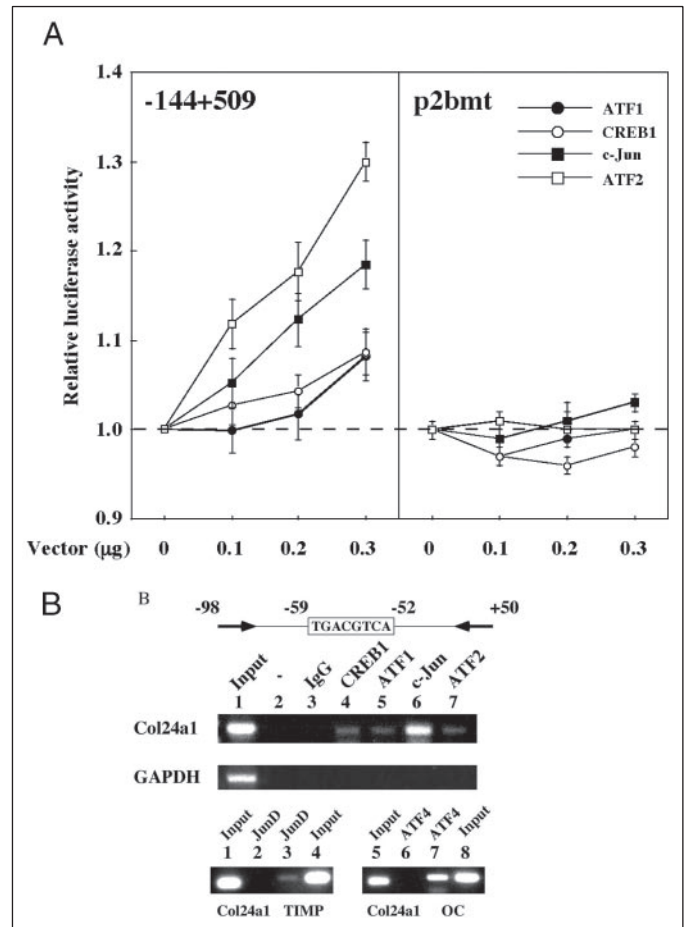 A
-144+509
p2bmt
ATF1
CREB1
c-Jun
ATF2
Relative luciferase activity
1.4
1.3
1.2
1.1
1.0
0.9
Vector (μg) 0 0.1 0.2 0.3 0 0.1 0.2 0.3
B
B
-98 -59 -52 +50
TGACGTCA
Input - IgG CREB1 ATF1 c-Jun ATF2
1 2 3 4 5 6 7
Col24a1
GAPDH
Input JunD JunD Input Input ATF4 ATF4 Input
1 2 3 4 5 6 7 8
Col24a1 TIMP Col24a1 OC